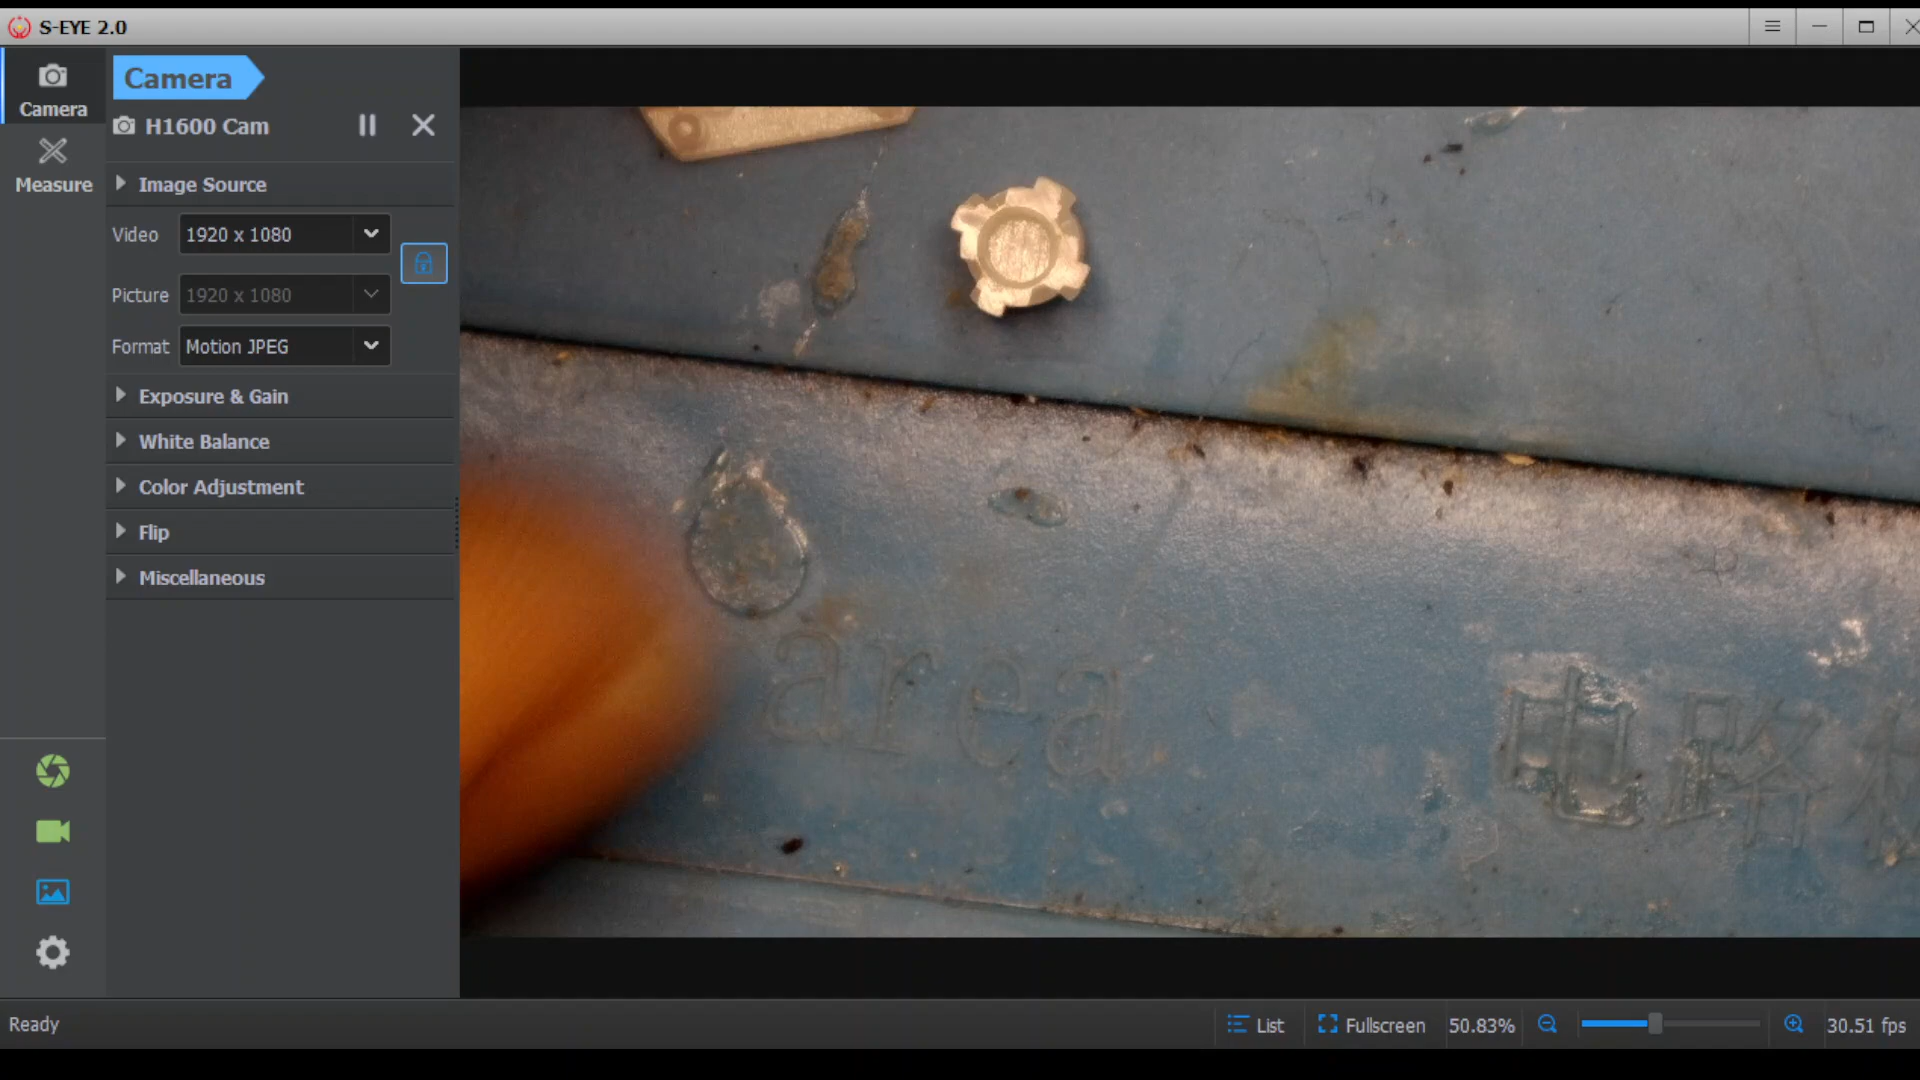 S-EYE 2.0
Camera
Measure
Camera
H1600 Cam
Image Source
Video 1920 x 1080
Picture 1920 x 1080
Format Motion JPEG
Exposure & Gain
White Balance
Color Adjustment
Flip
Miscellaneous
area
电路
Ready
List
Fullscreen
50.83%
30.51 fps